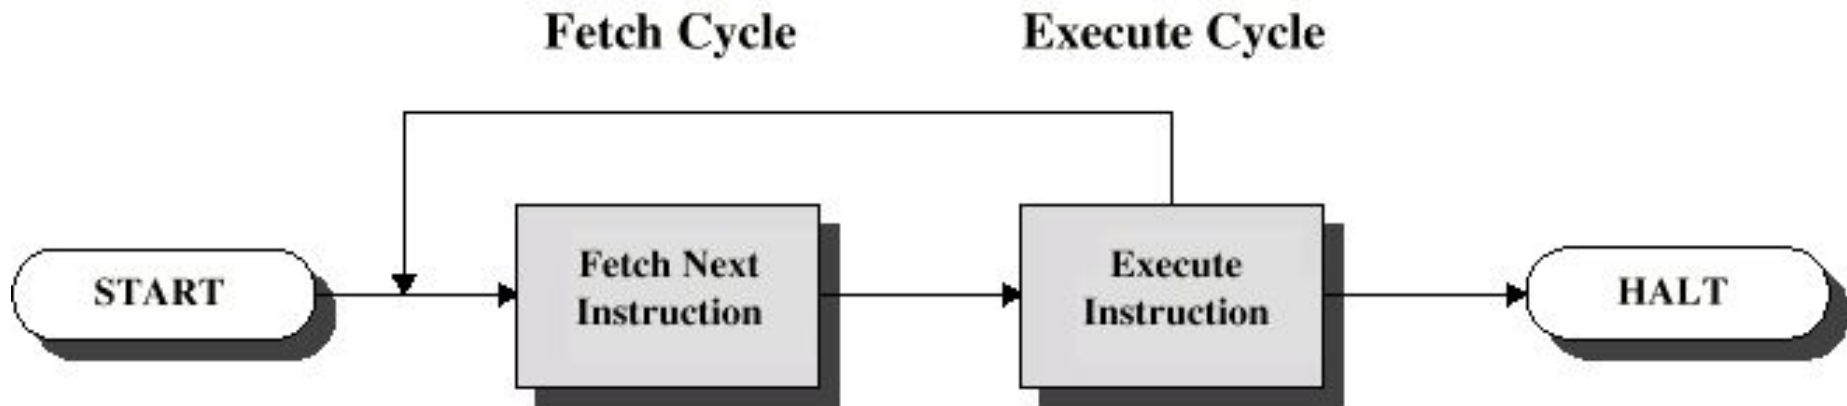 Fetch Cycle
Execute Cycle
START
Fetch Next
Instruction
Execute
Instruction
HALT